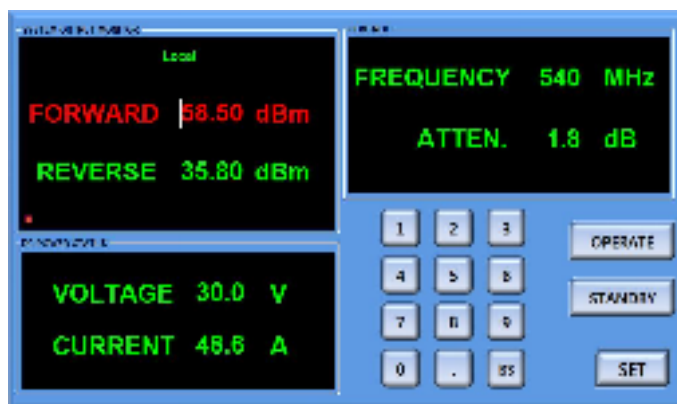 Local
FORWARD 58.50 dBm
REVERSE 35.80 dBm
FREQUENCY 540 MHz
ATTEN. 1.8 dB
VOLTAGE 30.0 V
CURRENT 48.6 A
1 2 3
4 5 6
7 8 9
0 .
OPERATE
STANDBY
SET